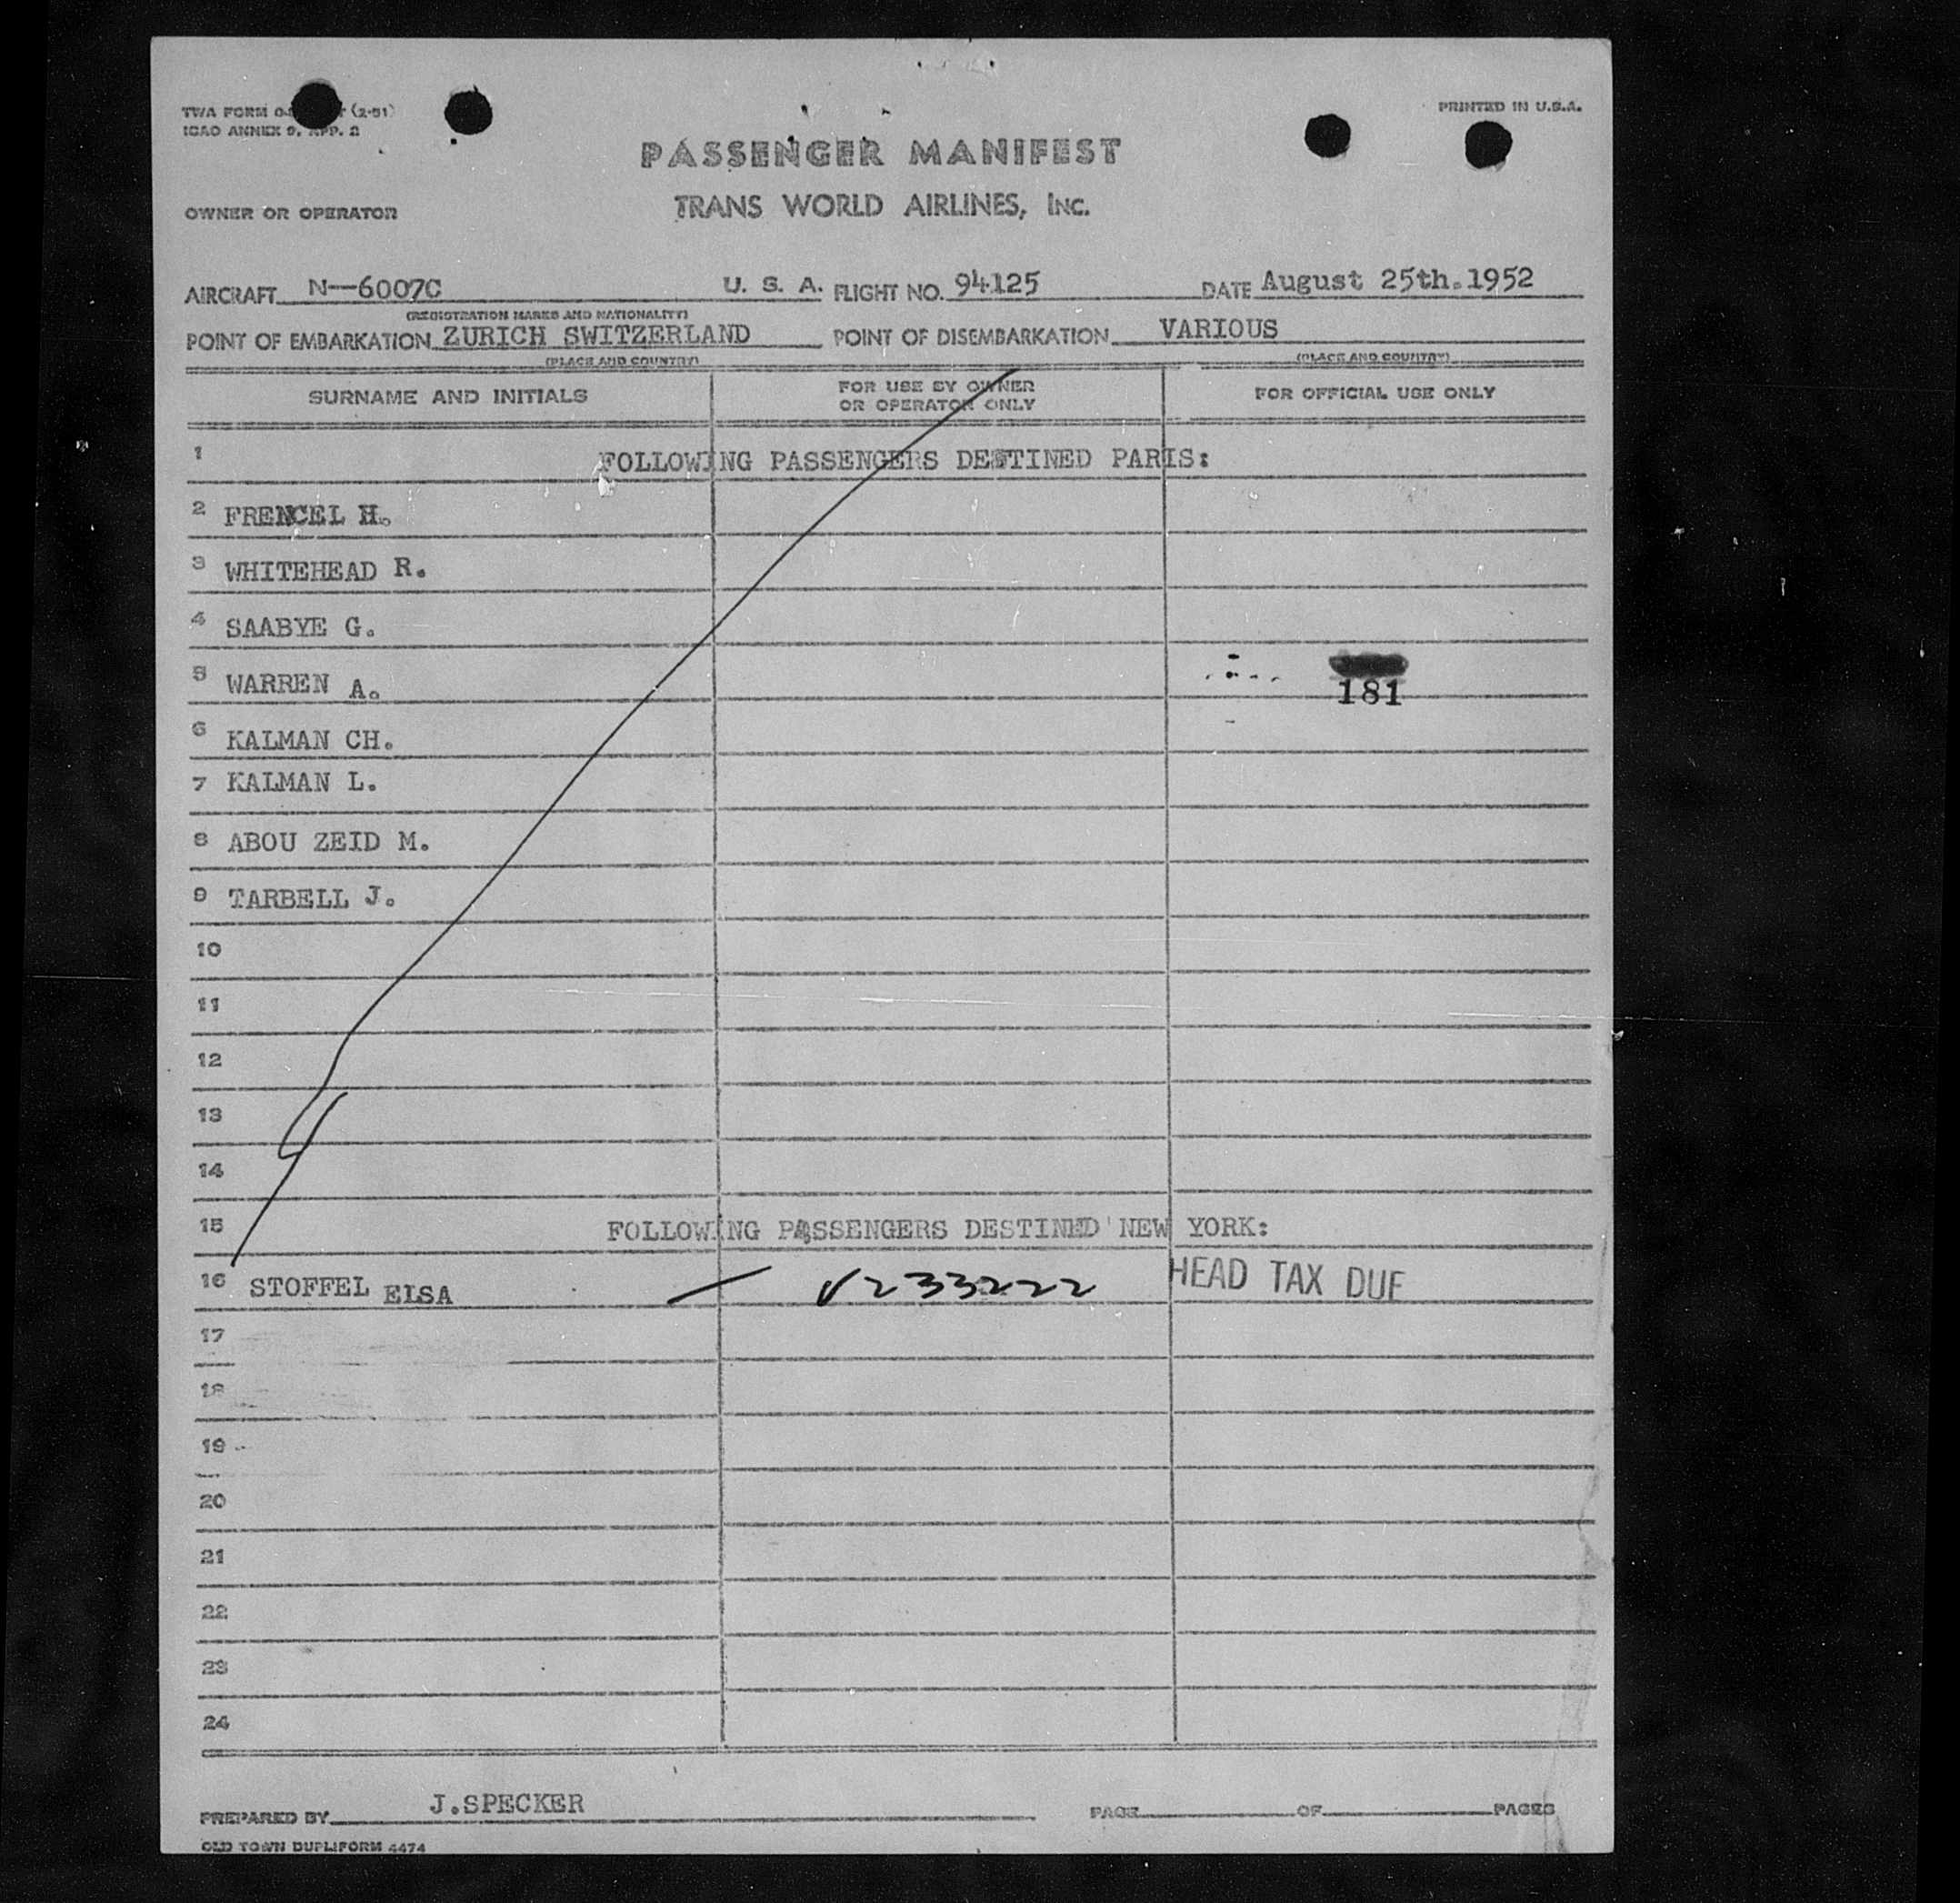 TWA FORM (2-51)
ICAO ANNEX 9, APP. 2
PRINTED IN U.S.A.
PASSENGER MANIFEST
OWNER OR OPERATOR TRANS WORLD AIRLINES, INC.
AIRCRAFT N--6007C U. S. A. FLIGHT NO. 94125 DATE August 25th.1952
(REGISTRATION MARKS AND NATIONALITY)
POINT OF EMBARKATION ZURICH SWITZERLAND POINT OF DISEMBARKATION VARIOUS
(PLACE AND COUNTRY) (PLACE AND COUNTRY)
SURNAME AND INITIALS FOR USE BY OWNER OR OPERATOR ONLY FOR OFFICIAL USE ONLY
1 FOLLOWING PASSENGERS DESTINED PARIS:
2 FRENCEL H.
3 WHITEHEAD R.
4 SAABYE G.
5 WARREN A. 181
6 KALMAN CH.
7 KALMAN L.
8 ABOU ZEID M.
9 TARBELL J.
10
11
12
13
14
15 FOLLOWING PASSENGERS DESTINED NEW YORK:
16 STOFFEL ELSA V233222 HEAD TAX DUE
17
18
19
20
21
22
23
24
PREPARED BY J.SPECKER PAGE OF PAGES
OLD TOWN DUPLIFORM 4474